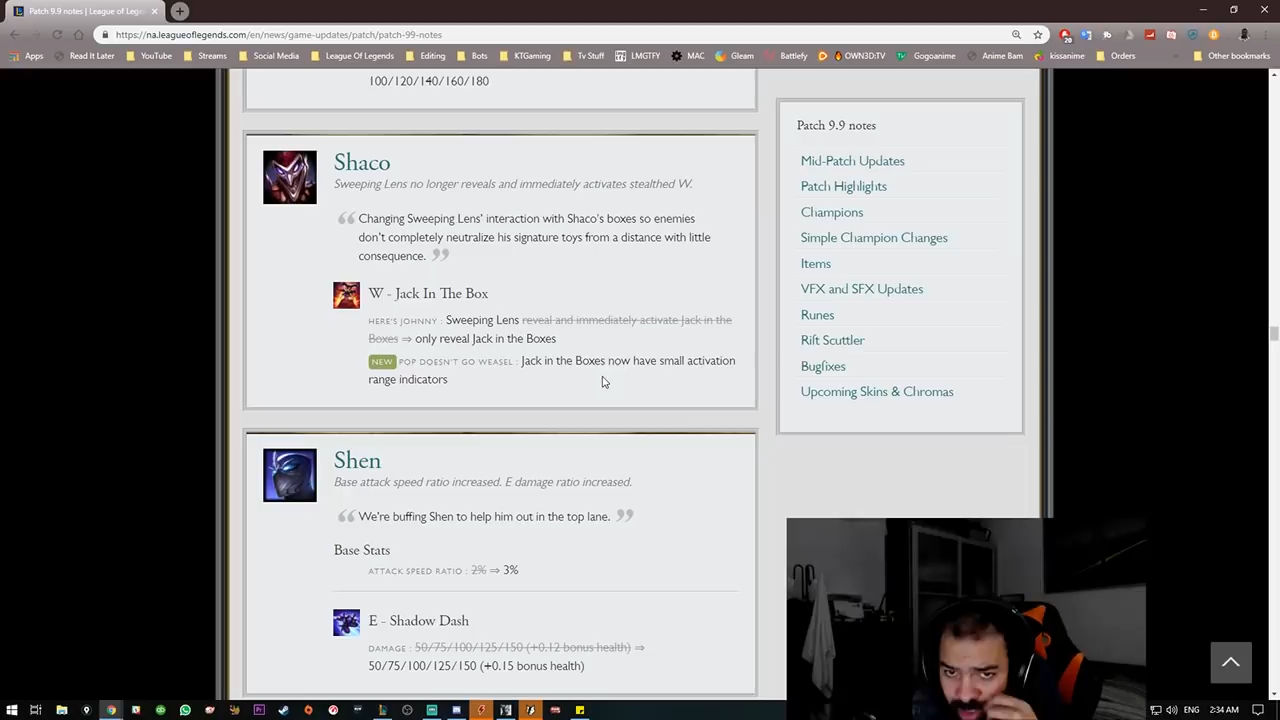 Patch 9.9 notes | League of Lege
https://na.leagueoflegends.com/en/news/game-updates/patch/patch-99-notes
Apps Read It Later YouTube Streams Social Media League Of Legends Editing Bots KTGaming Tv Stuff LMGTFY MAC Gleam Battlefy OWN3D:TV Gogoanime Anime Bam kissanime Orders Other bookmarks
100/120/140/160/180
Shaco
Sweeping Lens no longer reveals and immediately activates stealthed W.
Changing Sweeping Lens' interaction with Shaco's boxes so enemies
don't completely neutralize his signature toys from a distance with little
consequence.
W - Jack In The Box
HERE'S JOHNNY : Sweeping Lens reveal and immediately activate Jack in the
Boxes ⇒ only reveal Jack in the Boxes
NEW POP DOESN'T GO WEASEL : Jack in the Boxes now have small activation
range indicators
Shen
Base attack speed ratio increased. E damage ratio increased.
We're buffing Shen to help him out in the top lane.
Base Stats
ATTACK SPEED RATIO : 2% ⇒ 3%
E - Shadow Dash
DAMAGE : 50/75/100/125/150 (+0.12 bonus health) ⇒
50/75/100/125/150 (+0.15 bonus health)
Patch 9.9 notes
Mid-Patch Updates
Patch Highlights
Champions
Simple Champion Changes
Items
VFX and SFX Updates
Runes
Rift Scuttler
Bugfixes
Upcoming Skins & Chromas
ENG 2:34 AM